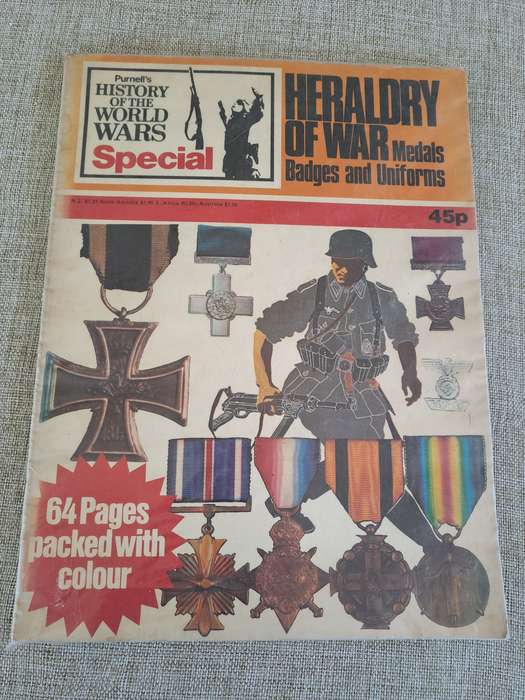 Purnell's
HISTORY
OF THE
WORLD
WARS
Special
HERALDRY
OF WAR Medals
Badges and Uniforms
45p
64 Pages
packed with
colour